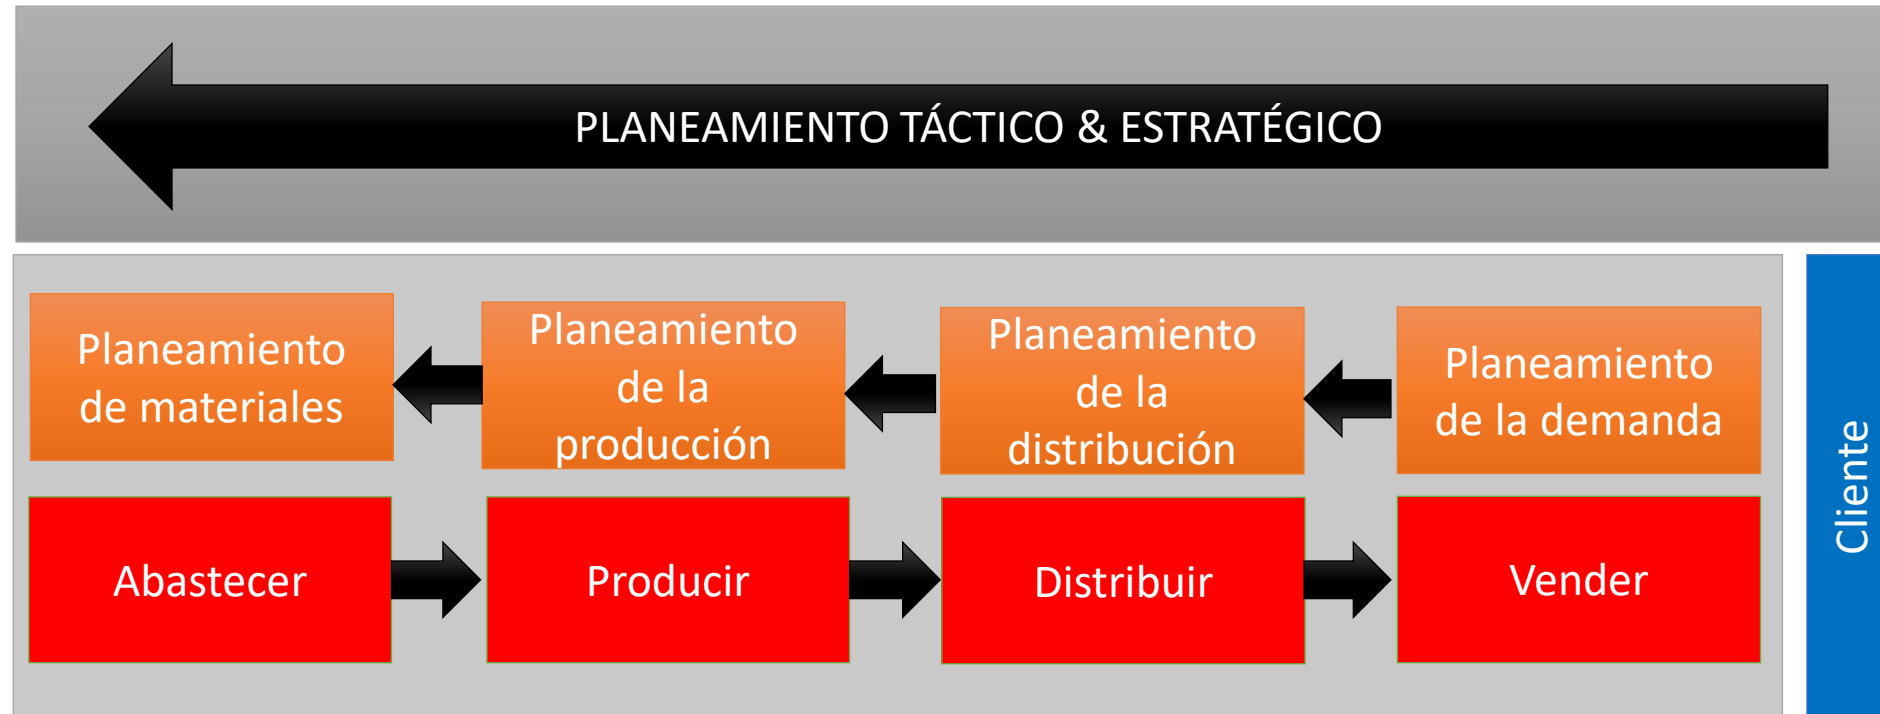 PLANEAMIENTO TÁCTICO & ESTRATÉGICO
Planeamiento
de materiales
Planeamiento
de la
producción
Planeamiento
de la
distribución
Planeamiento
de la demanda
Abastecer
Producir
Distribuir
Vender
Cliente